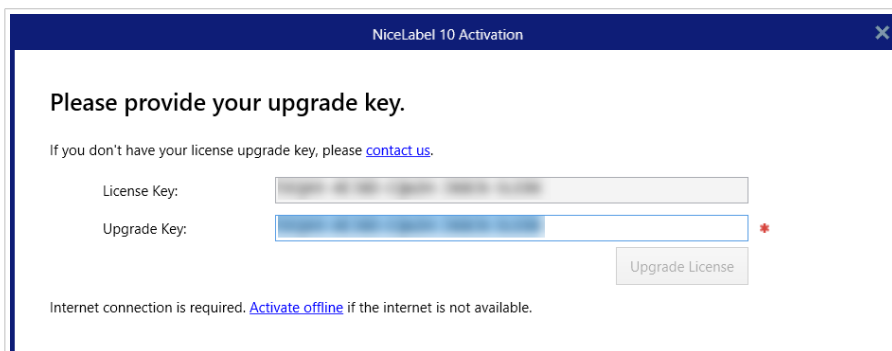 NiceLabel 10 Activation
Please provide your upgrade key.
If you don't have your license upgrade key, please contact us.
License Key:
Upgrade Key: *
Upgrade License
Internet connection is required. Activate offline if the internet is not available.